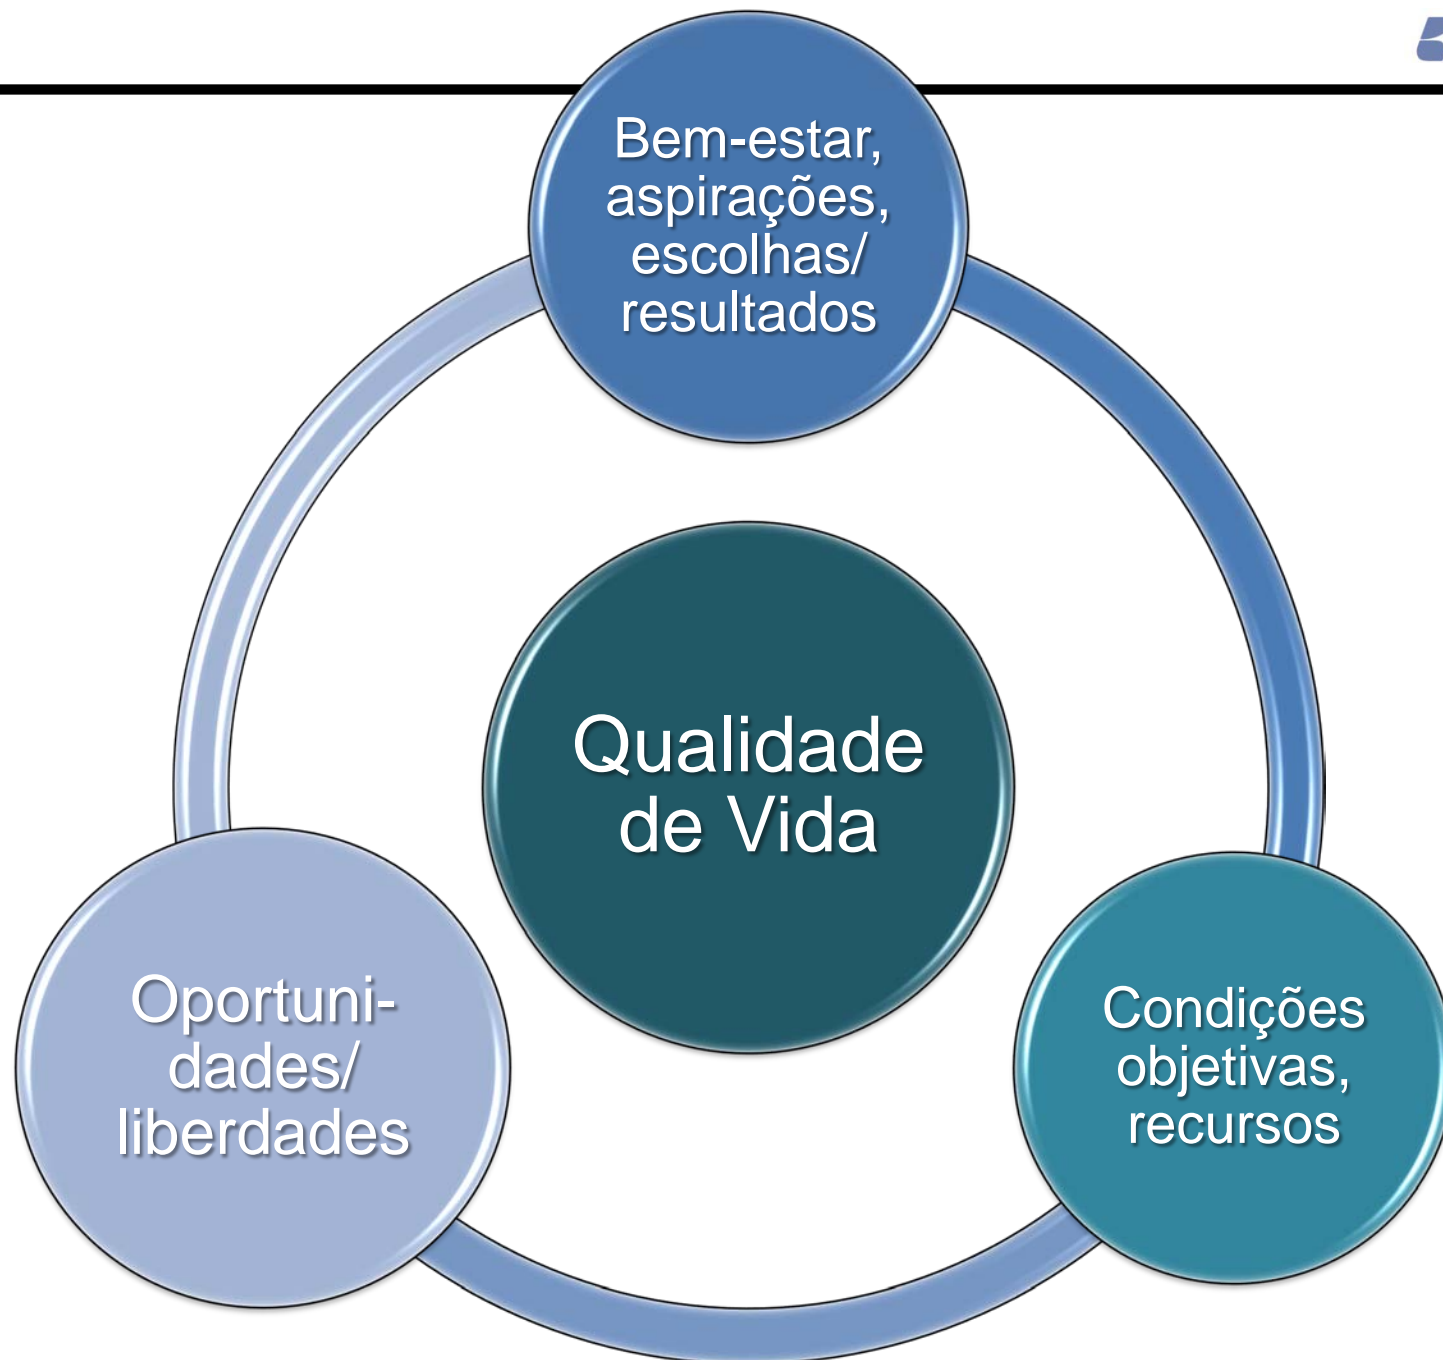 Bem-estar,
aspirações,
escolhas/
resultados
Qualidade
de Vida
Oportuni-
dades/
liberdades
Condições
objetivas,
recursos